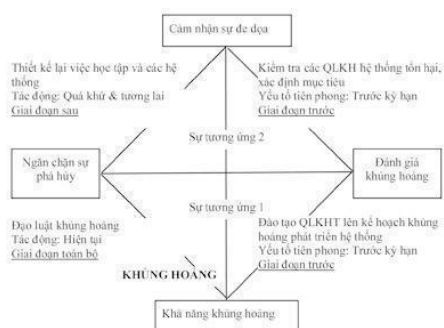 Cảm nhận sự đe dọa
Thiết kế lại việc học tập và các hệ
thống
Tác động: Quá khứ & tương lai
Giai đoạn sau
Kiểm tra các QLKH hệ thống tồn hại,
xác định mục tiêu
Yếu tố tiên phong: Trước kỳ hạn
Giai đoạn trước
Sự tương ứng 2
Ngăn chặn sự
phá hủy
Đánh giá
khủng hoảng
Sự tương ứng 1
Đạo luật khủng hoảng
Tác động: Hiện tại
Giai đoạn toàn bộ
Đào tạo QLKHT lên kế hoạch khủng
hoảng phát triển hệ thống
Yếu tố tiên phong: Trước kỳ hạn
Giai đoạn trước
KHỦNG HOẢNG
Khả năng khủng hoảng